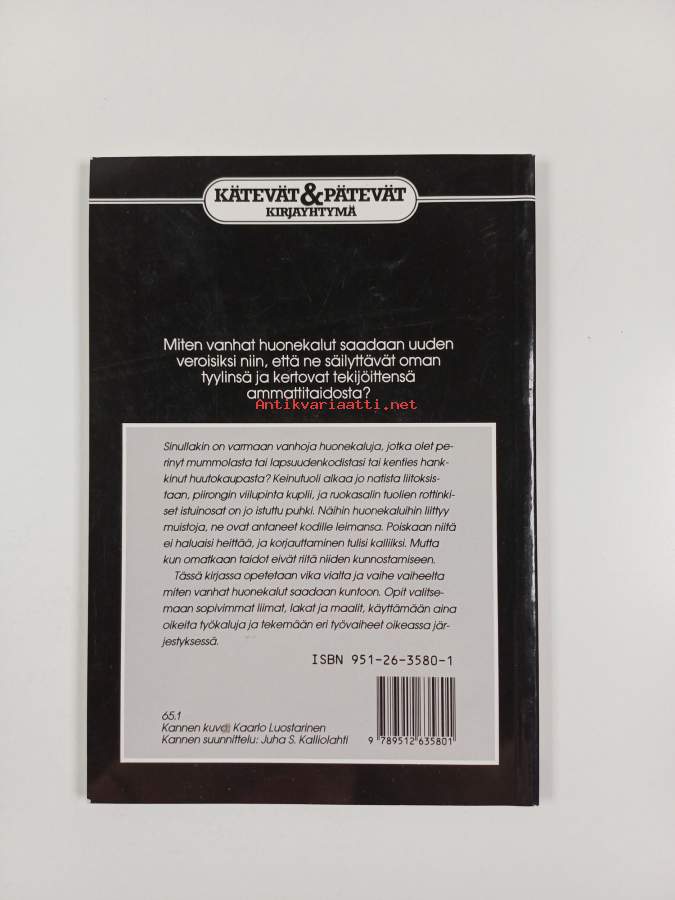 KÄTEVÄT & PÄTEVÄT
KIRJAYHTYMÄ
Miten vanhat huonekalut saadaan uuden
veroisiksi niin, että ne säilyttävät oman
tyylinsä ja kertovat tekijöittensä
ammattitaidosta?
Antikvariaatti.net
Sinullakin on varmaan vanhoja huonekaluja, jotka olet pe-
rinyt mummolasta tai lapsuudenkodistasi tai kenties hank-
kinut huutokaupasta? Keinutuoli alkaa jo natista liitoksis-
taan, piirongin viilupinta kuplii, ja ruokasalin tuolien rottinki-
set istuinosat on jo istuttu puhki. Näihin huonekaluihin liittyy
muistoja, ne ovat antaneet kodille leimansa. Poiskaan niitä
ei haluaisi heittää, ja korjauttaminen tulisi kalliiksi. Mutta
kun omatkaan taidot eivät riitä niiden kunnostamiseen.
Tässä kirjassa opetetaan vika vialta ja vaihe vaiheelta
miten vanhat huonekalut saadaan kuntoon. Opit valitse-
maan sopivimmat liimat, lakat ja maalit, käyttämään aina
oikeita työkaluja ja tekemään eri työvaiheet oikeassa jär-
jestyksessä.
ISBN 951-26-3580-1
65.1
Kannen kuva: Kaarlo Luostarinen
Kannen suunnittelu: Juha S. Kalliolahti
9 789512 635801